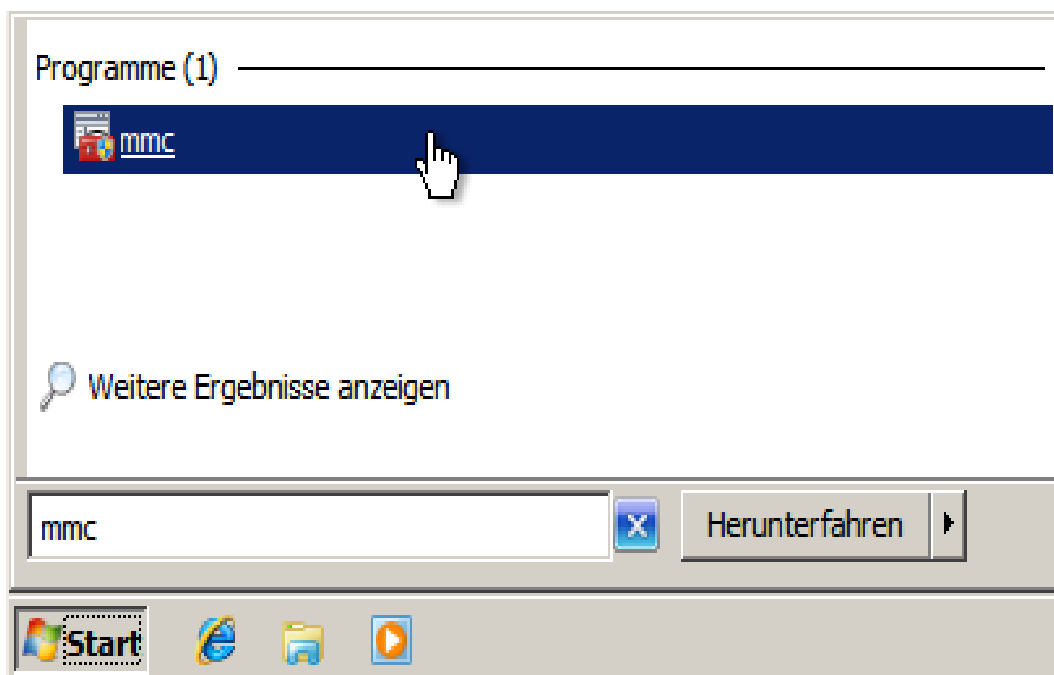 Programme (1)
mmc
Weitere Ergebnisse anzeigen
mmc
Herunterfahren
Start